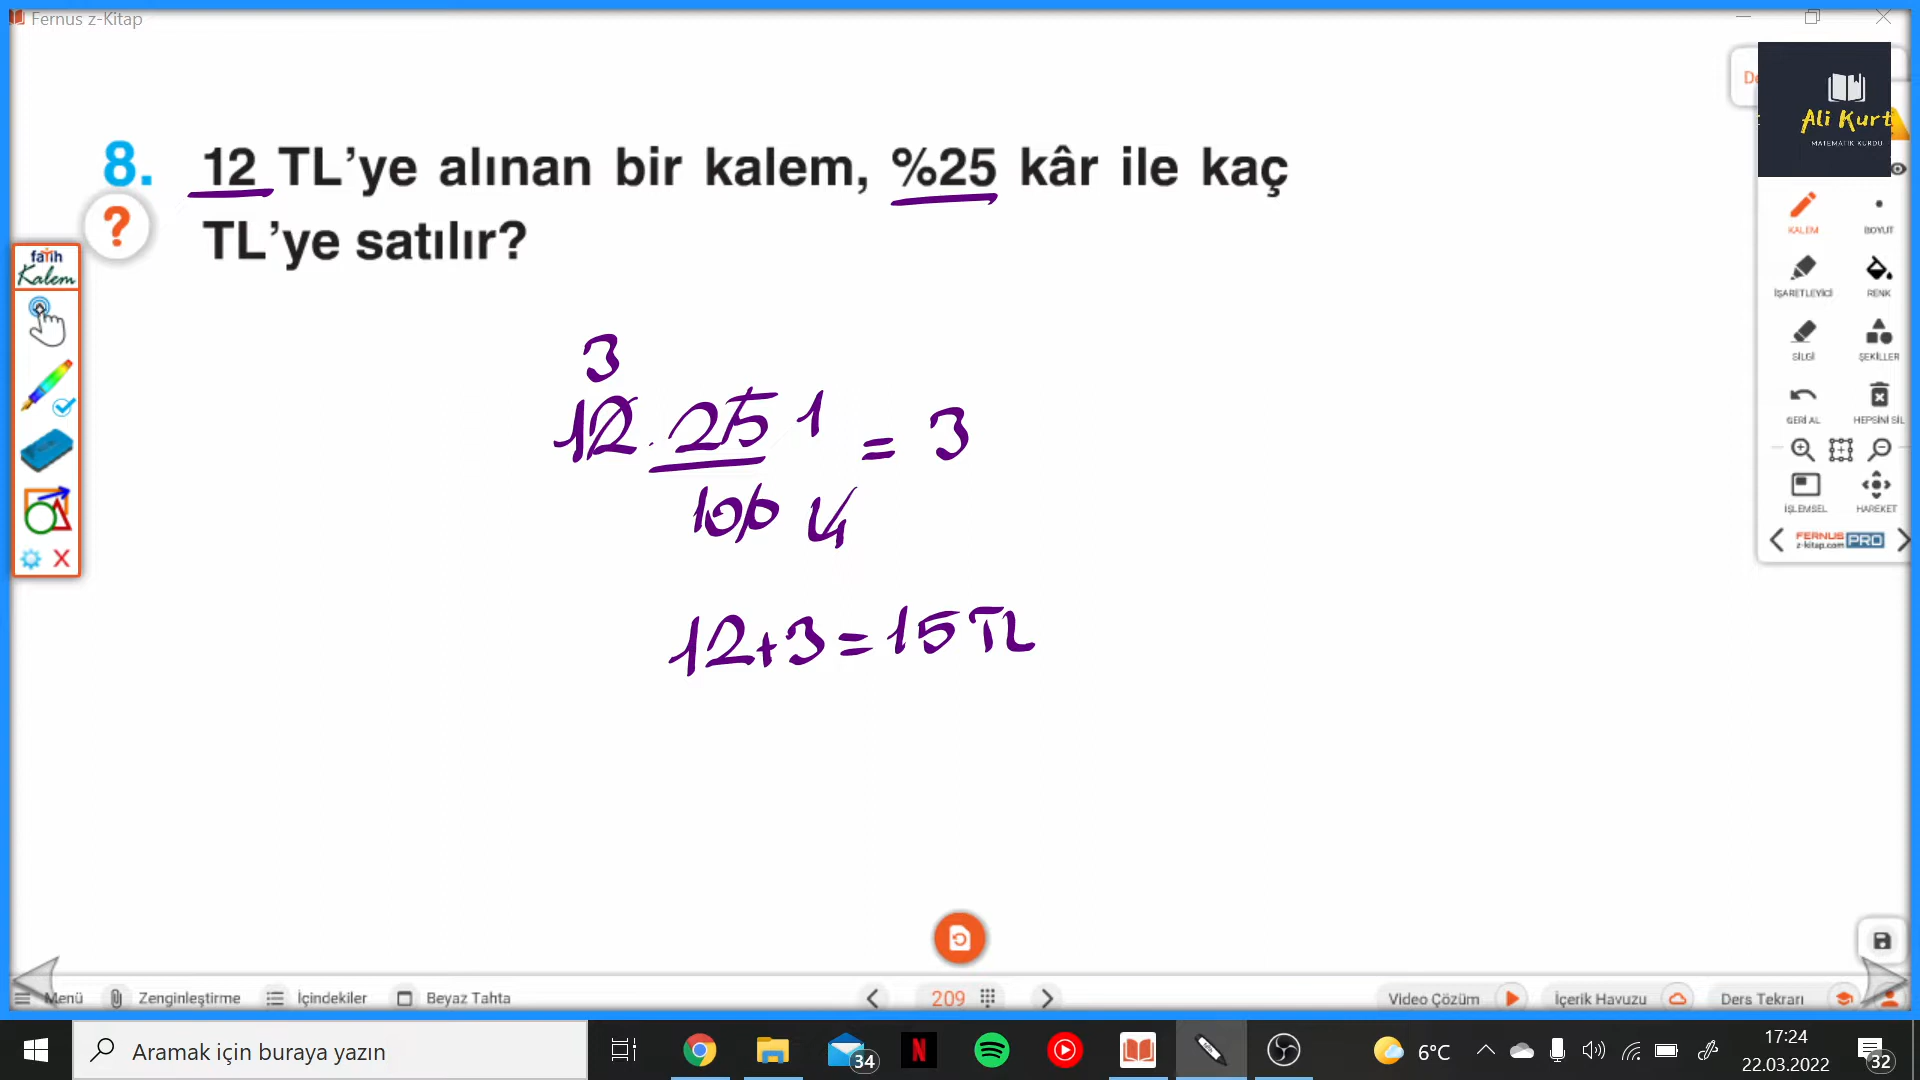 Fernus z-Kitap
Ali Kurt
MATEMATİK KURDU
8. 12 TL’ye alınan bir kalem, %25 kâr ile kaç
TL’ye satılır?
?
fatih
Kalem
KALEM
BOYUT
İŞARETLEYİCİ
RENK
SİLGİ
ŞEKİLLER
GERİ AL
HEPSİNİ SİL
İŞLEMSEL
HAREKET
FERNUS
z-kitap.com PRO
3
12 . 25 1 = 3
100 4
12+3=15 TL
Menü
Zenginleştirme
İçindekiler
Beyaz Tahta
209
Video Çözüm
İçerik Havuzu
Ders Tekrarı
Aramak için buraya yazın
34
N
6°C
17:24
22.03.2022
32